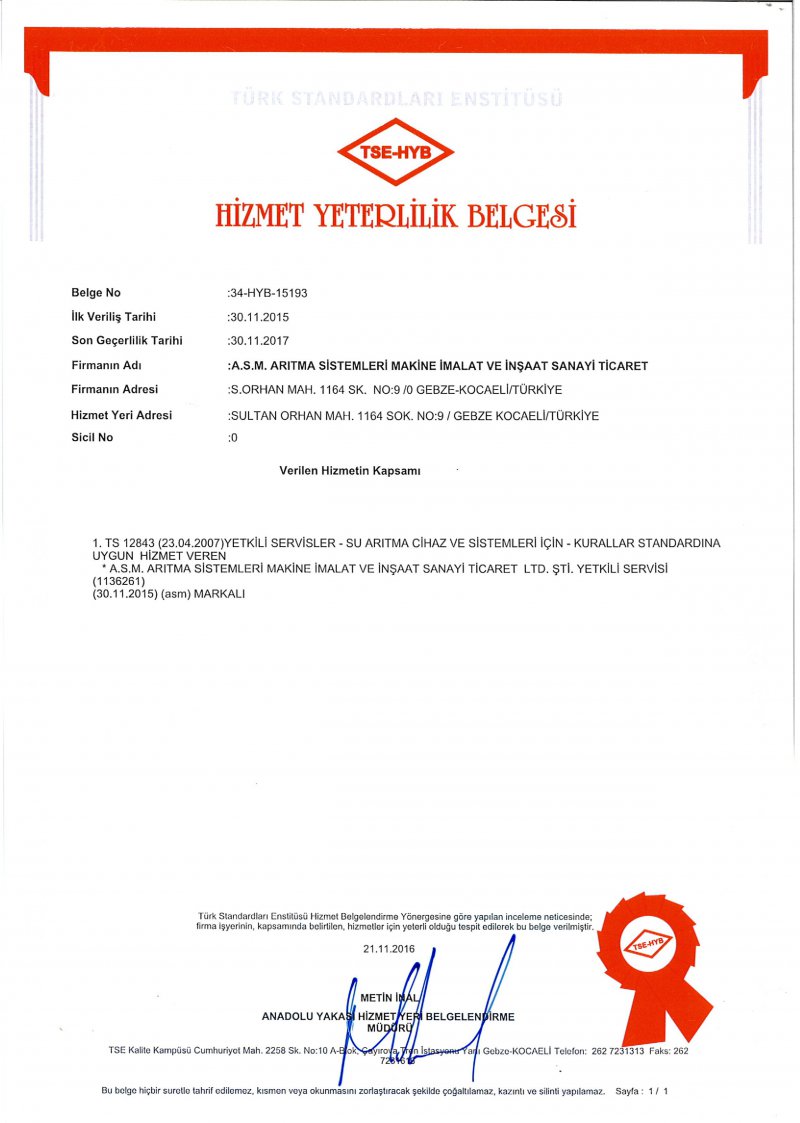 TÜRK STANDARDLARI ENSTİTÜSÜ
TSE-HYB
HİZMET YETERLİLİK BELGESİ
Belge No :34-HYB-15193
İlk Veriliş Tarihi :30.11.2015
Son Geçerlilik Tarihi :30.11.2017
Firmanın Adı :A.S.M. ARITMA SİSTEMLERİ MAKİNE İMALAT VE İNŞAAT SANAYİ TİCARET
Firmanın Adresi :S.ORHAN MAH. 1164 SK. NO:9 /0 GEBZE-KOCAELİ/TÜRKİYE
Hizmet Yeri Adresi :SULTAN ORHAN MAH. 1164 SOK. NO:9 / GEBZE KOCAELİ/TÜRKİYE
Sicil No :0
Verilen Hizmetin Kapsamı
1. TS 12843 (23.04.2007)YETKİLİ SERVİSLER - SU ARITMA CİHAZ VE SİSTEMLERİ İÇİN - KURALLAR STANDARDINA
UYGUN HİZMET VEREN
* A.S.M. ARITMA SİSTEMLERİ MAKİNE İMALAT VE İNŞAAT SANAYİ TİCARET LTD. ŞTİ. YETKİLİ SERVİSİ
(1136261)
(30.11.2015) (asm) MARKALI
Türk Standardları Enstitüsü Hizmet Belgelendirme Yönergesine göre yapılan inceleme neticesinde;
firma işyerinin, kapsamında belirtilen, hizmetler için yeterli olduğu tespit edilerek bu belge verilmiştir.
TSE-HYB
21.11.2016
METİN İNAL
ANADOLU YAKASI HİZMET YERİ BELGELENDİRME
MÜDÜRÜ
TSE Kalite Kampüsü Cumhuriyet Mah. 2258 Sk. No:10 A-Blok, Çayırova Tren İstasyonu Yanı Gebze-KOCAELİ Telefon: 262 7231313 Faks: 262
Bu belge hiçbir suretle tahrif edilemez, kısmen veya okunmasını zorlaştıracak şekilde çoğaltılamaz, kazıntı ve silinti yapılamaz. Sayfa : 1 / 1